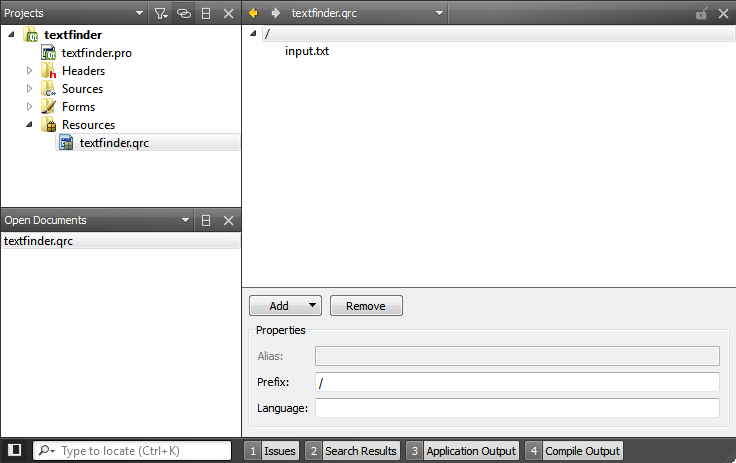 Projects
textfinder
textfinder.pro
Headers
Sources
Forms
Resources
textfinder.qrc
Open Documents
textfinder.qrc
textfinder.qrc
/
input.txt
Add
Remove
Properties
Alias:
Prefix: /
Language:
Type to locate (Ctrl+K)
1 Issues
2 Search Results
3 Application Output
4 Compile Output